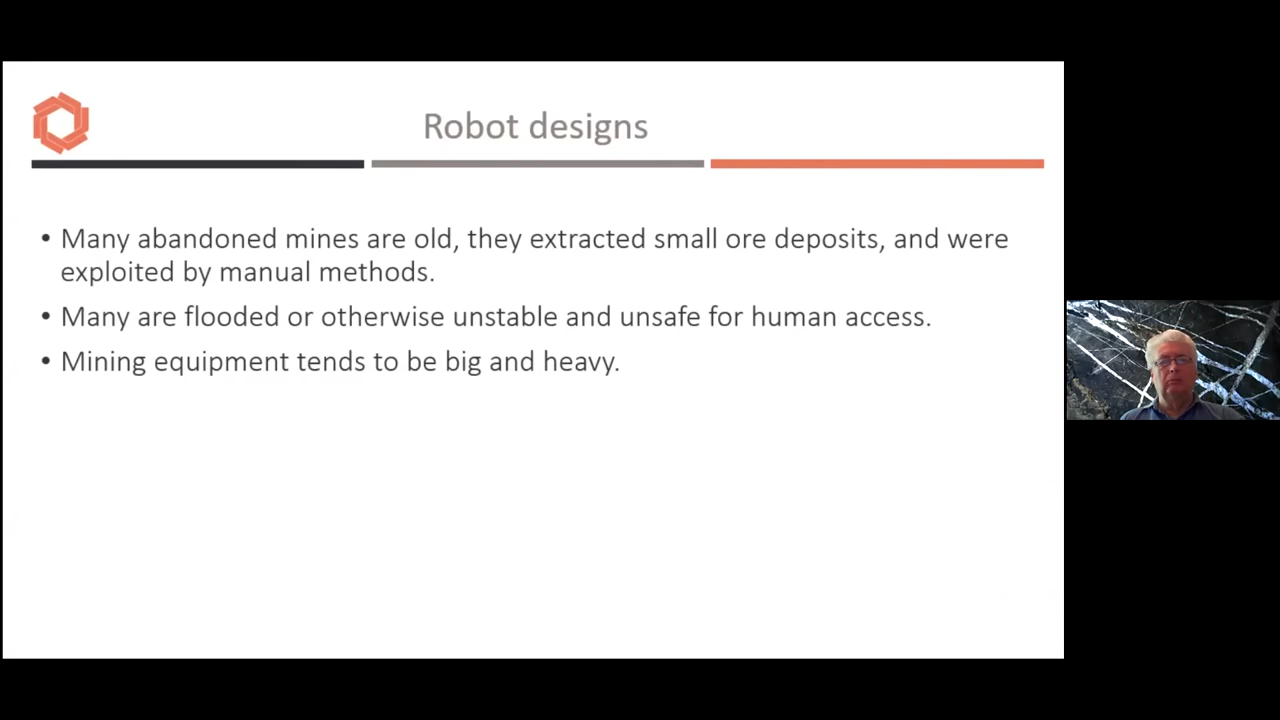 Robot designs
• Many abandoned mines are old, they extracted small ore deposits, and were
exploited by manual methods.
• Many are flooded or otherwise unstable and unsafe for human access.
• Mining equipment tends to be big and heavy.